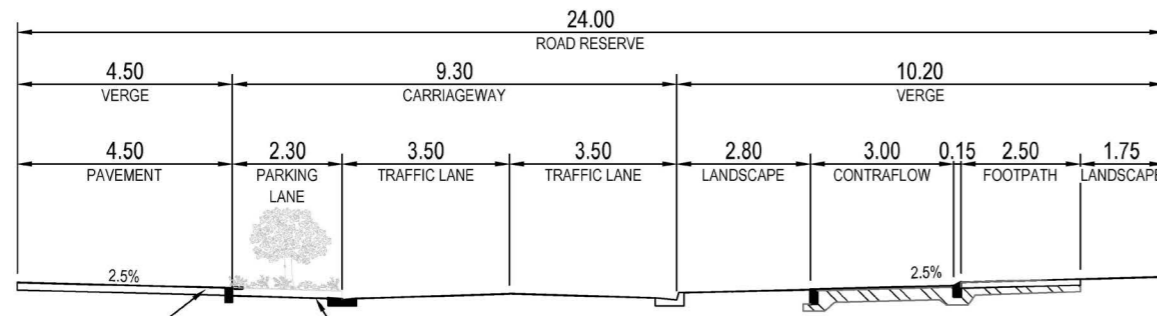 24.00
ROAD RESERVE
4.50 9.30 10.20
VERGE CARRIAGEWAY VERGE
4.50 2.30 3.50 3.50 2.80 3.00 0.15 2.50 1.75
PAVEMENT PARKING TRAFFIC LANE TRAFFIC LANE LANDSCAPE CONTRAFLOW FOOTPATH LANDSCAPE
LANE
2.5% 2.5%